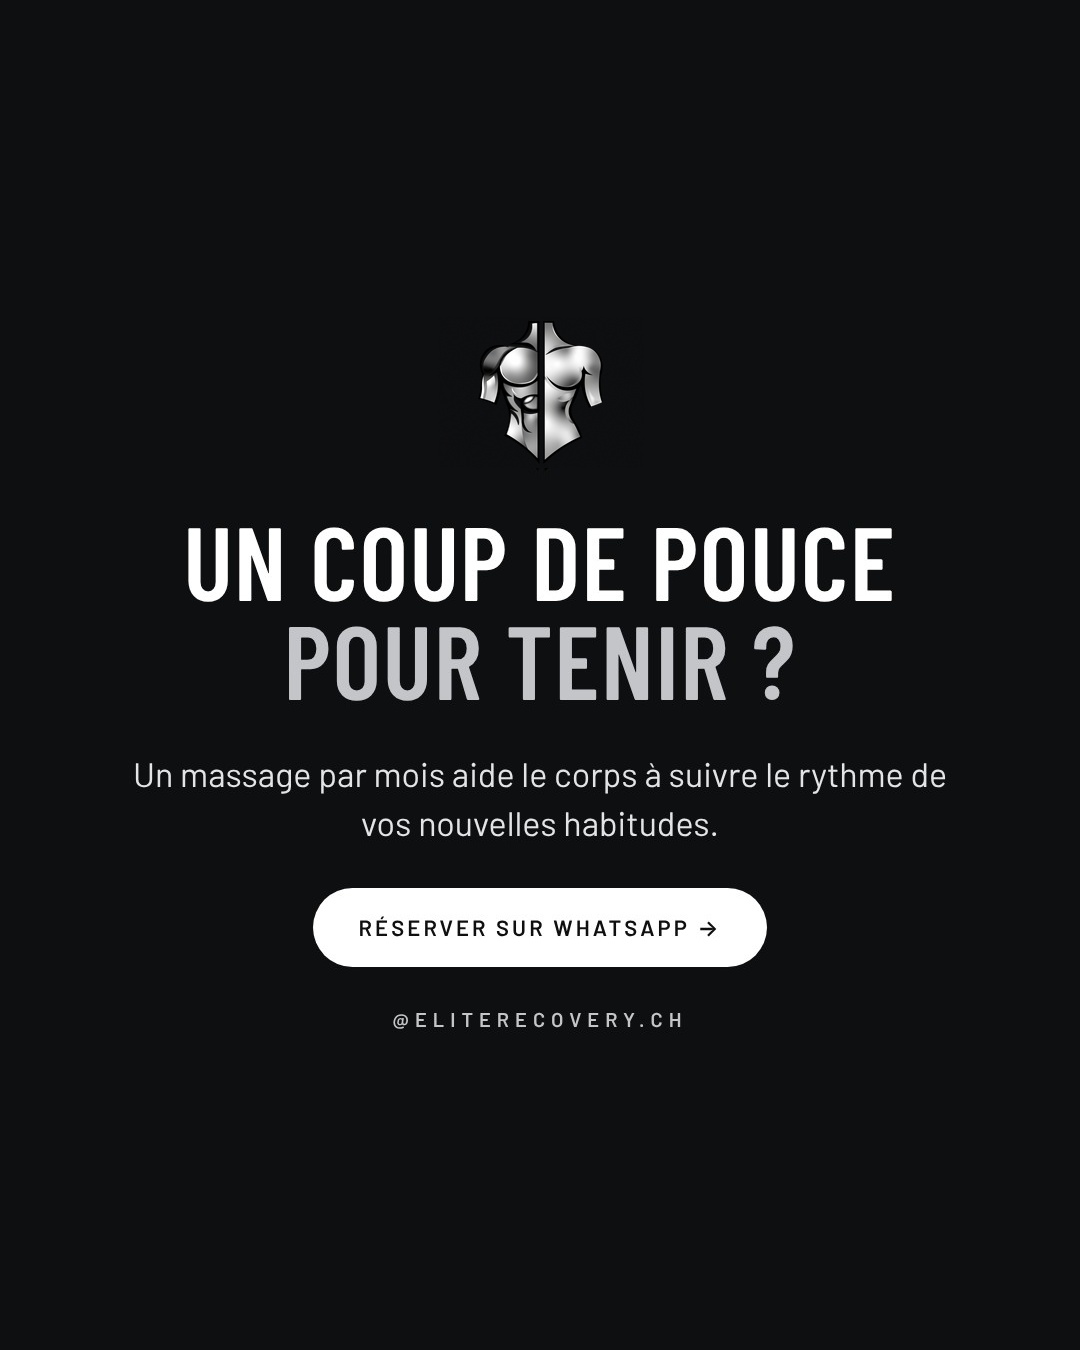 UN COUP DE POUCE
POUR TENIR ?
Un massage par mois aide le corps à suivre le rythme de
vos nouvelles habitudes.
RÉSERVER SUR WHATSAPP →
@ELITERECOVERY.CH